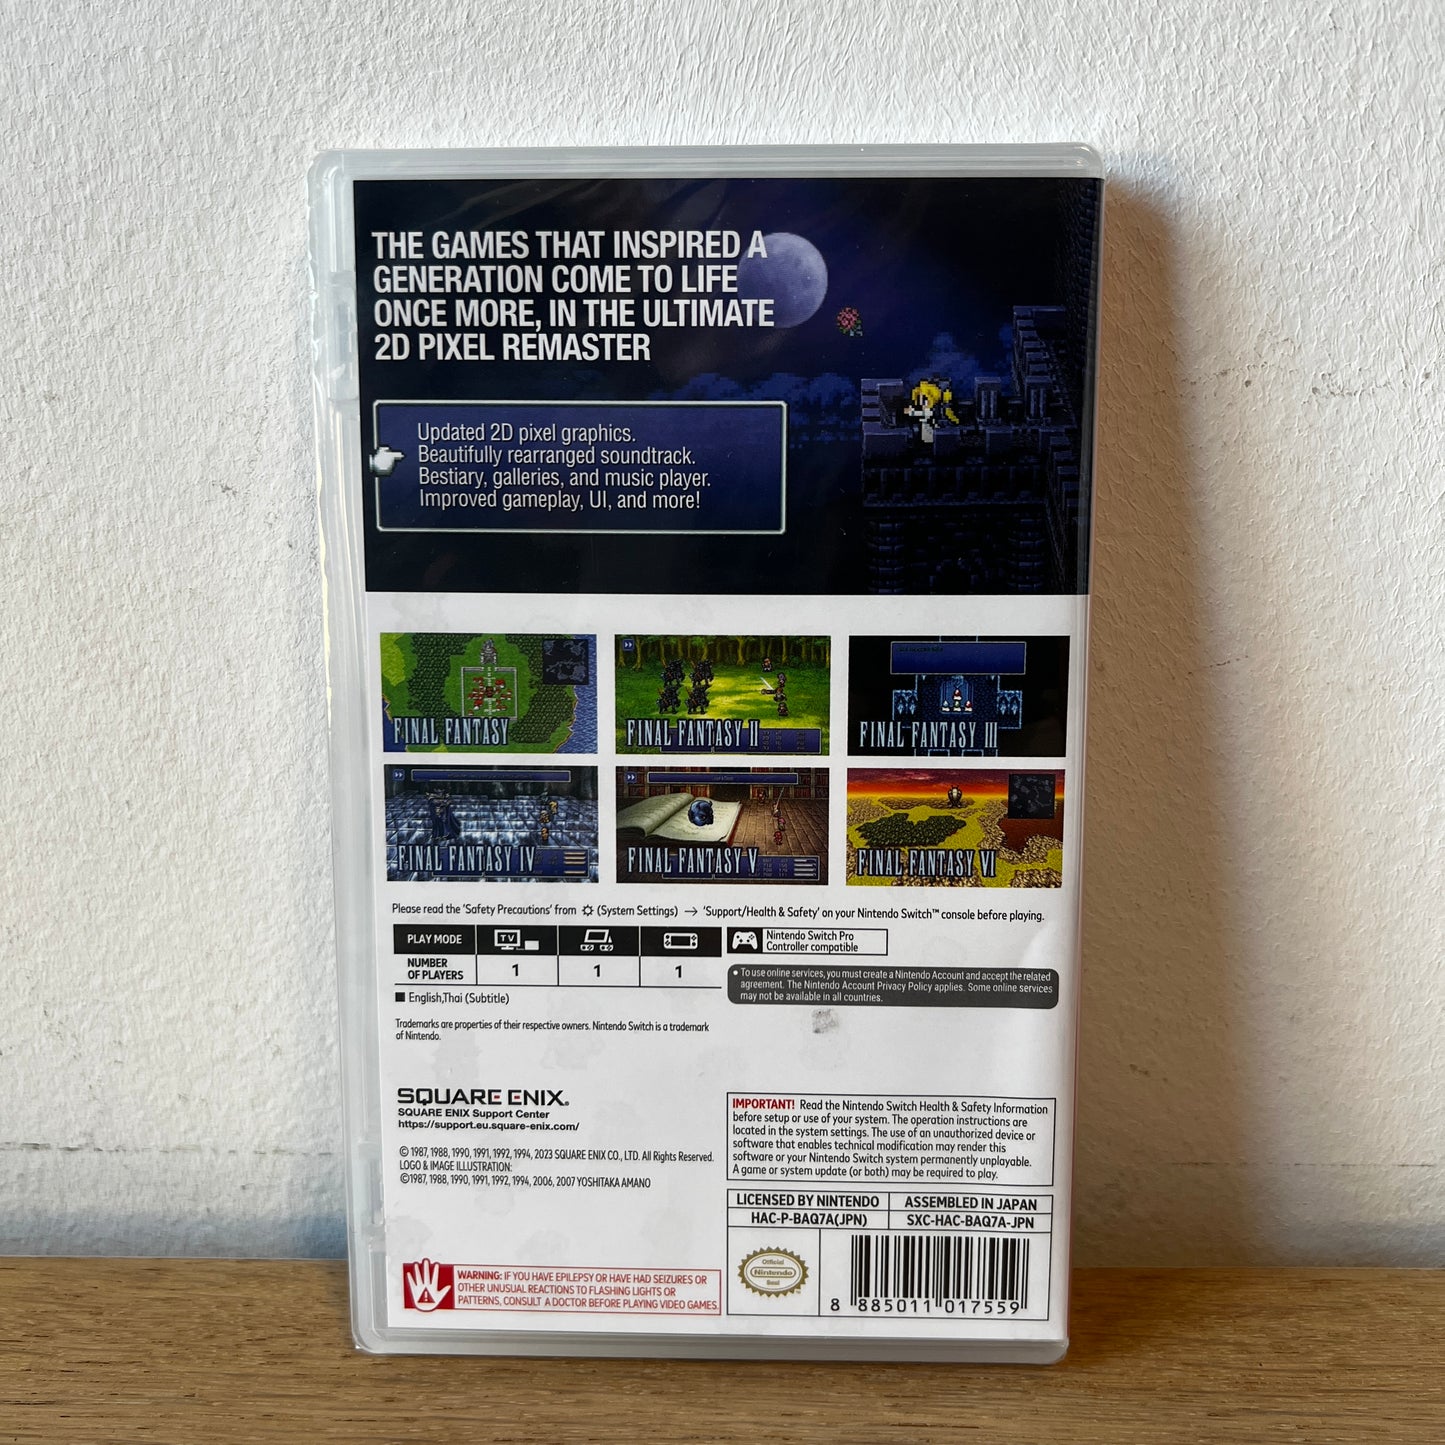 THE GAMES THAT INSPIRED A
GENERATION COME TO LIFE
ONCE MORE, IN THE ULTIMATE
2D PIXEL REMASTER
Updated 2D pixel graphics.
Beautifully rearranged soundtrack.
Bestiary, galleries, and music player.
Improved gameplay, UI, and more!
FINAL FANTASY
FINAL FANTASY II
FINAL FANTASY III
FINAL FANTASY IV
FINAL FANTASY V
FINAL FANTASY VI
Please read the 'Safety Precautions' from (System Settings) → 'Support/Health & Safety' on your Nintendo Switch™ console before playing.
PLAY MODE
TV
NUMBER
OF PLAYERS
1
1
1
Nintendo Switch Pro
Controller compatible
• To use online services, you must create a Nintendo Account and accept the related
agreement. The Nintendo Account Privacy Policy applies. Some online services
may not be available in all countries.
■ English,Thai (Subtitle)
Trademarks are properties of their respective owners. Nintendo Switch is a trademark
of Nintendo.
SQUARE ENIX®
SQUARE ENIX Support Center
https://support.eu.square-enix.com/
© 1987, 1988, 1990, 1991, 1992, 1994, 2023 SQUARE ENIX CO., LTD. All Rights Reserved.
LOGO & IMAGE ILLUSTRATION:
©1987, 1988, 1990, 1991, 1992, 1994, 2006, 2007 YOSHITAKA AMANO
IMPORTANT! Read the Nintendo Switch Health & Safety Information
before setup or use of your system. The operation instructions are
located in the system settings. The use of an unauthorized device or
software that enables technical modification may render this
software or your Nintendo Switch system permanently unplayable.
A game or system update (or both) may be required to play.
LICENSED BY NINTENDO
ASSEMBLED IN JAPAN
HAC-P-BAQ7A(JPN)
SXC-HAC-BAQ7A-JPN
WARNING: IF YOU HAVE EPILEPSY OR HAVE HAD SEIZURES OR
OTHER UNUSUAL REACTIONS TO FLASHING LIGHTS OR
PATTERNS, CONSULT A DOCTOR BEFORE PLAYING VIDEO GAMES.
Official
Nintendo
Seal
8 885011 017559